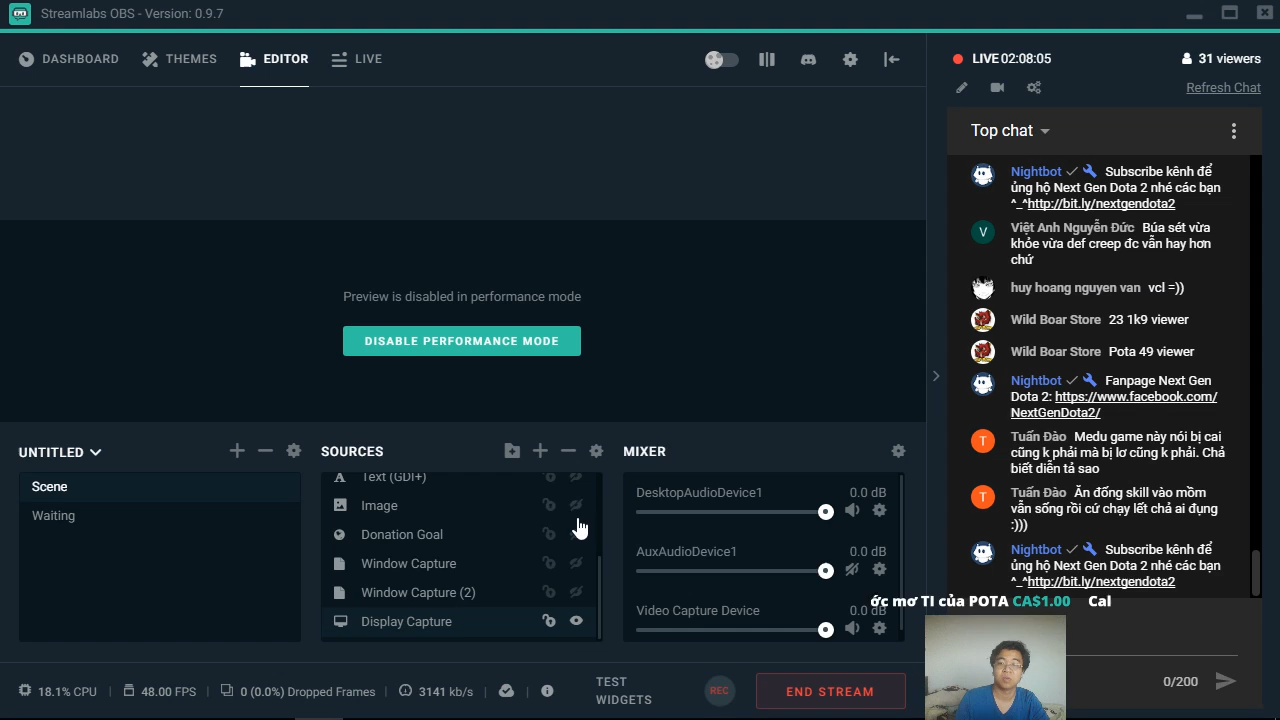 Streamlabs OBS - Version: 0.9.7
DASHBOARD
THEMES
EDITOR
LIVE
LIVE 02:08:05
31 viewers
Refresh Chat
Top chat
Nightbot Subscribe kênh để
ủng hộ Next Gen Dota 2 nhé các bạn
^_^http://bit.ly/nextgendota2
V
Việt Anh Nguyễn Đức Búa sét vừa
khỏe vừa def creep đc vẫn hay hơn
chứ
huy hoang nguyen van vcl =))
Wild Boar Store 23 1k9 viewer
Wild Boar Store Pota 49 viewer
Nightbot Fanpage Next Gen
Dota 2: https://www.facebook.com/
NextGenDota2/
T
Tuấn Đào Medu game này nói bị cai
cũng k phải mà bị lơ cũng k phải. Chả
biết diễn tả sao
T
Tuấn Đào Ăn đống skill vào mồm
vẫn sống rồi cứ chạy lết chả ai đụng
:)))
Nightbot Subscribe kênh để
ủng hộ Next Gen Dota 2 nhé các bạn
^_^http://bit.ly/nextgendota2
ớc mơ TI của POTA CA$1.00 Cal
0/200
Preview is disabled in performance mode
DISABLE PERFORMANCE MODE
UNTITLED
Scene
Waiting
SOURCES
Text (GDI+)
Image
Donation Goal
Window Capture
Window Capture (2)
Display Capture
MIXER
DesktopAudioDevice1 0.0 dB
AuxAudioDevice1 0.0 dB
Video Capture Device 0.0 dB
18.1% CPU
48.00 FPS
0 (0.0%) Dropped Frames
3141 kb/s
TEST
WIDGETS
REC
END STREAM